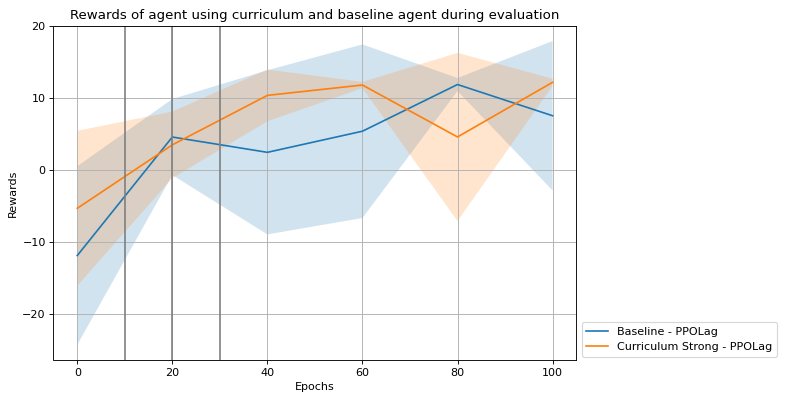 Rewards of agent using curriculum and baseline agent during evaluation
20
10
0
−10
−20
Rewards
0 20 40 60 80 100
Epochs
Baseline - PPOLag
Curriculum Strong - PPOLag